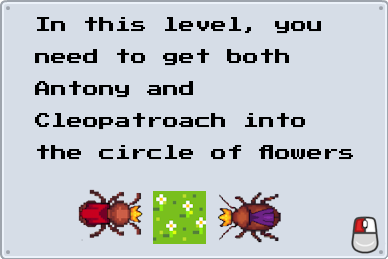 In this level, you
need to get both
Antony and
Cleopatroach into
the circle of flowers